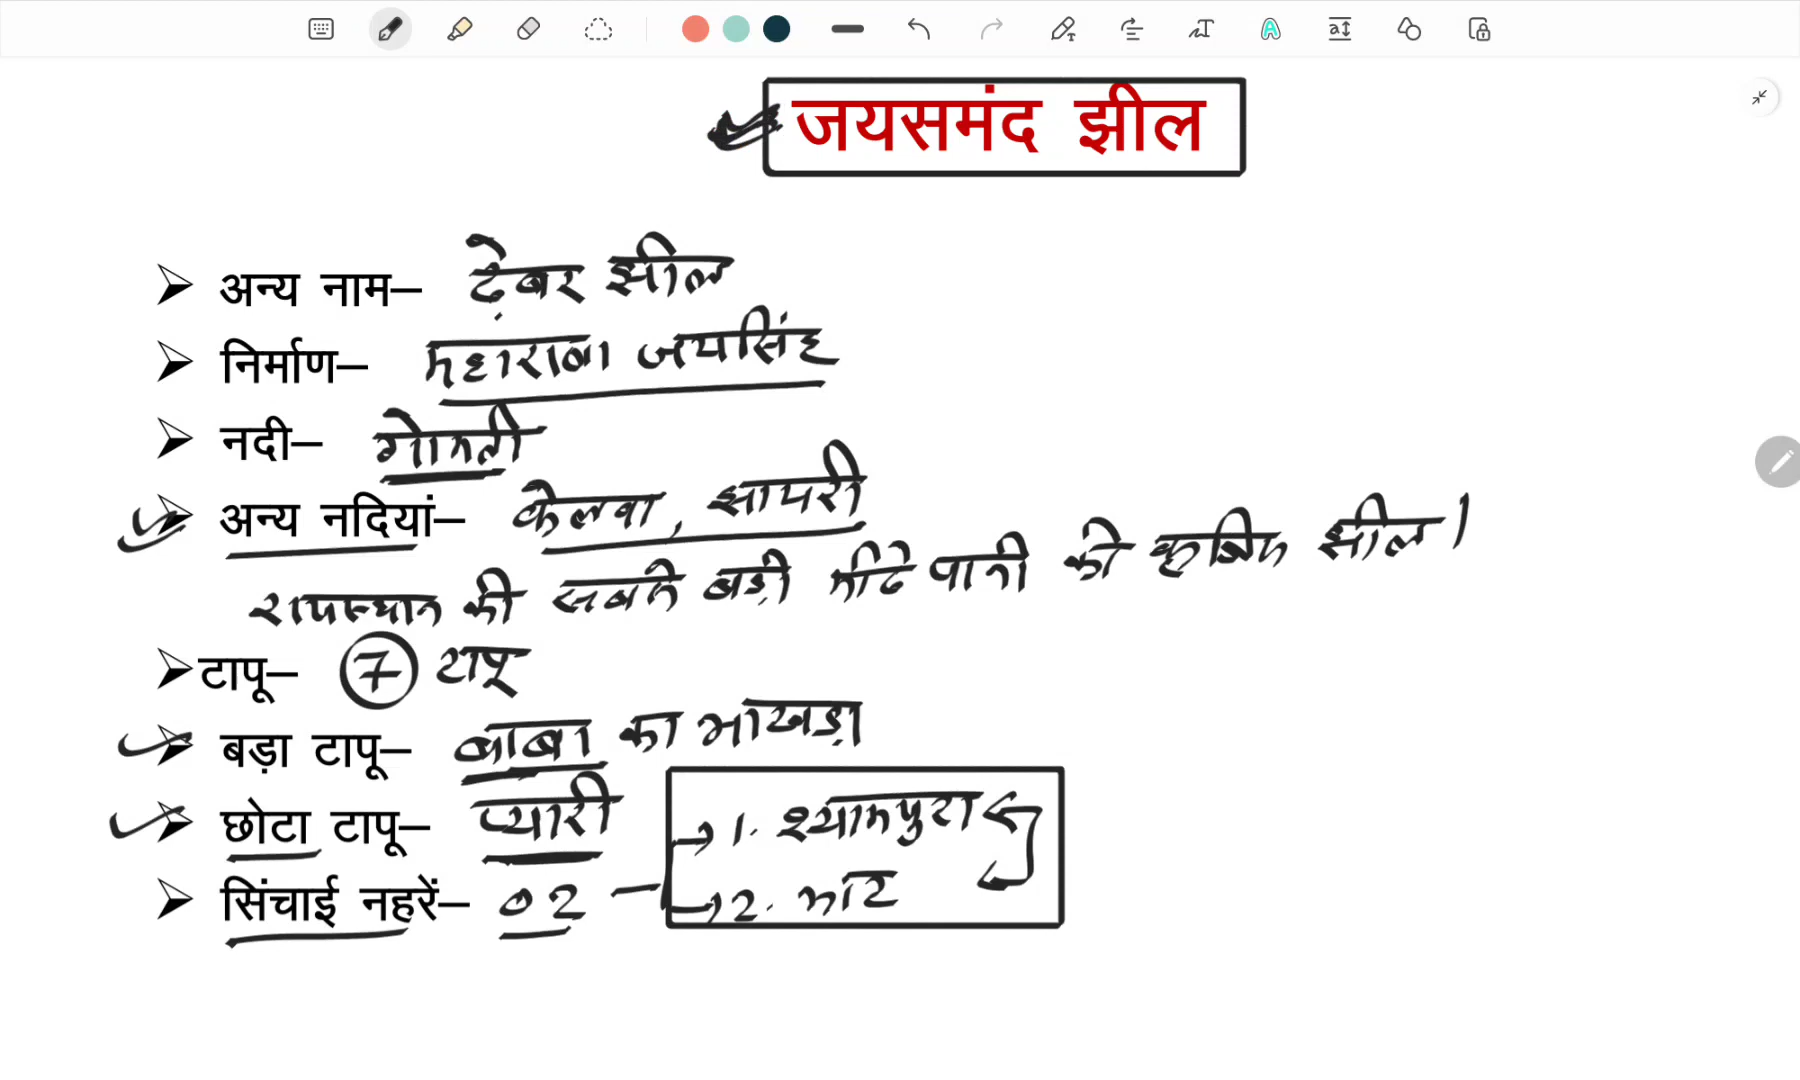 जयसमंद झील
अन्य नाम– ढ़ेबर झील
निर्माण– महाराणा जयसिंह
नदी– गोमती
अन्य नदियां– केलवा, झामरी
राजस्थान की सबसे बड़ी मीठे पानी की कृत्रिम झील।
टापू– 7 टापू
बड़ा टापू– बाबा का भाखड़ा
छोटा टापू– प्यारी
1. श्यामपुरा
सिंचाई नहरें– 02
2. भाट